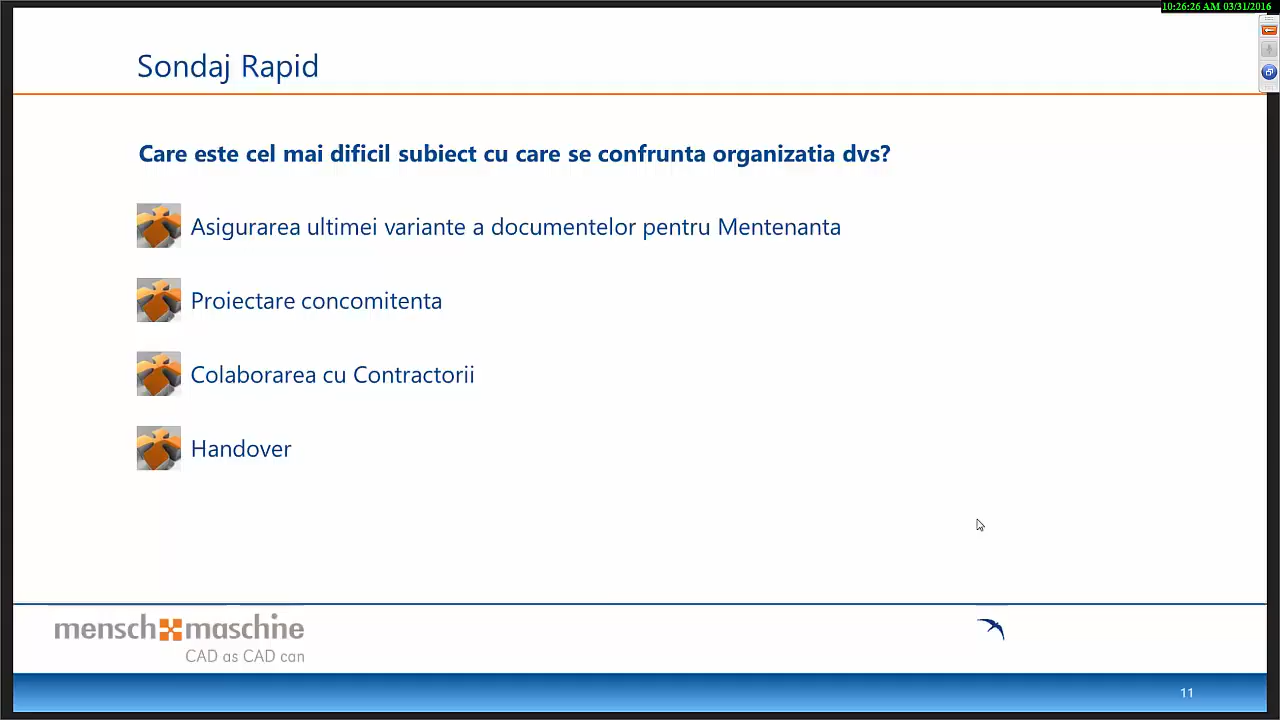 10:26:26 AM 03/31/2016
Sondaj Rapid
Care este cel mai dificil subiect cu care se confrunta organizatia dvs?
Asigurarea ultimei variante a documentelor pentru Mentenanta
Proiectare concomitenta
Colaborarea cu Contractorii
Handover
mensch maschine
CAD as CAD can
11